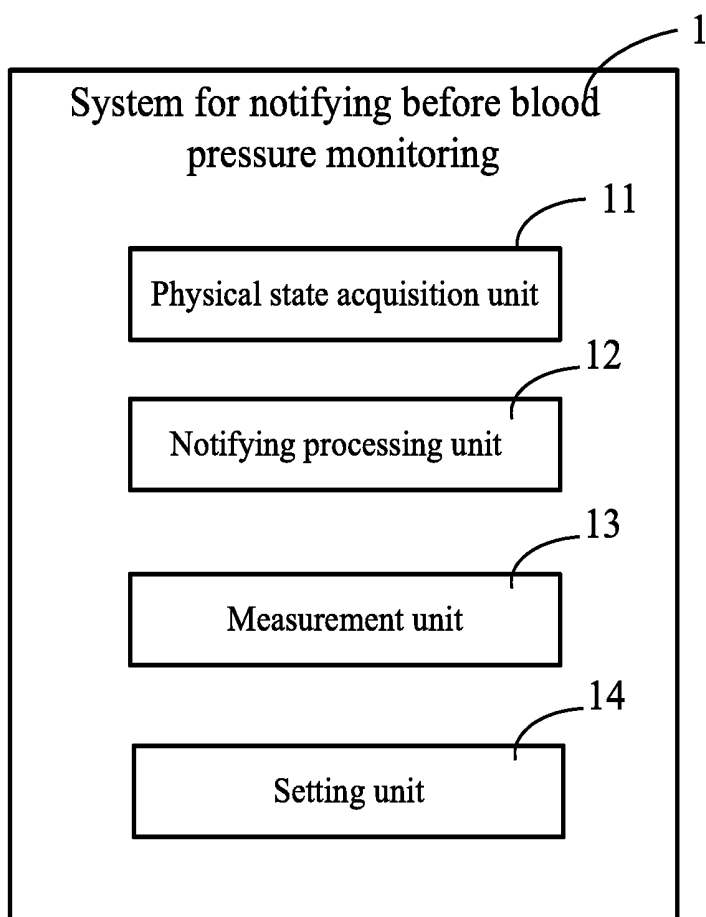 1
System for notifying before blood
pressure monitoring
11
Physical state acquisition unit
12
Notifying processing unit
13
Measurement unit
14
Setting unit